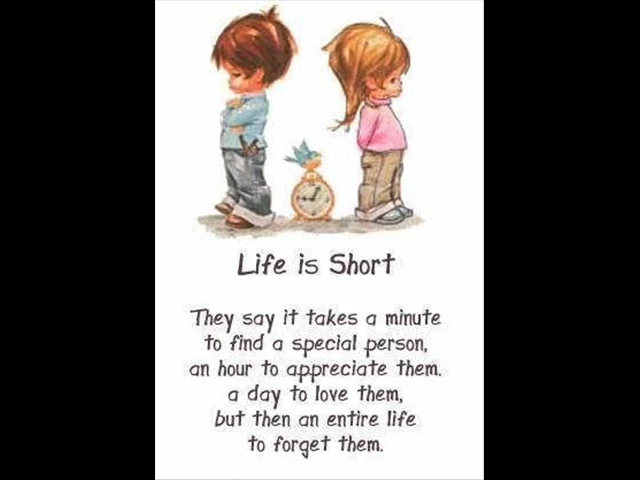 Life is Short
They say it takes a minute
to find a special person,
an hour to appreciate them.
a day to love them,
but then an entire life
to forget them.